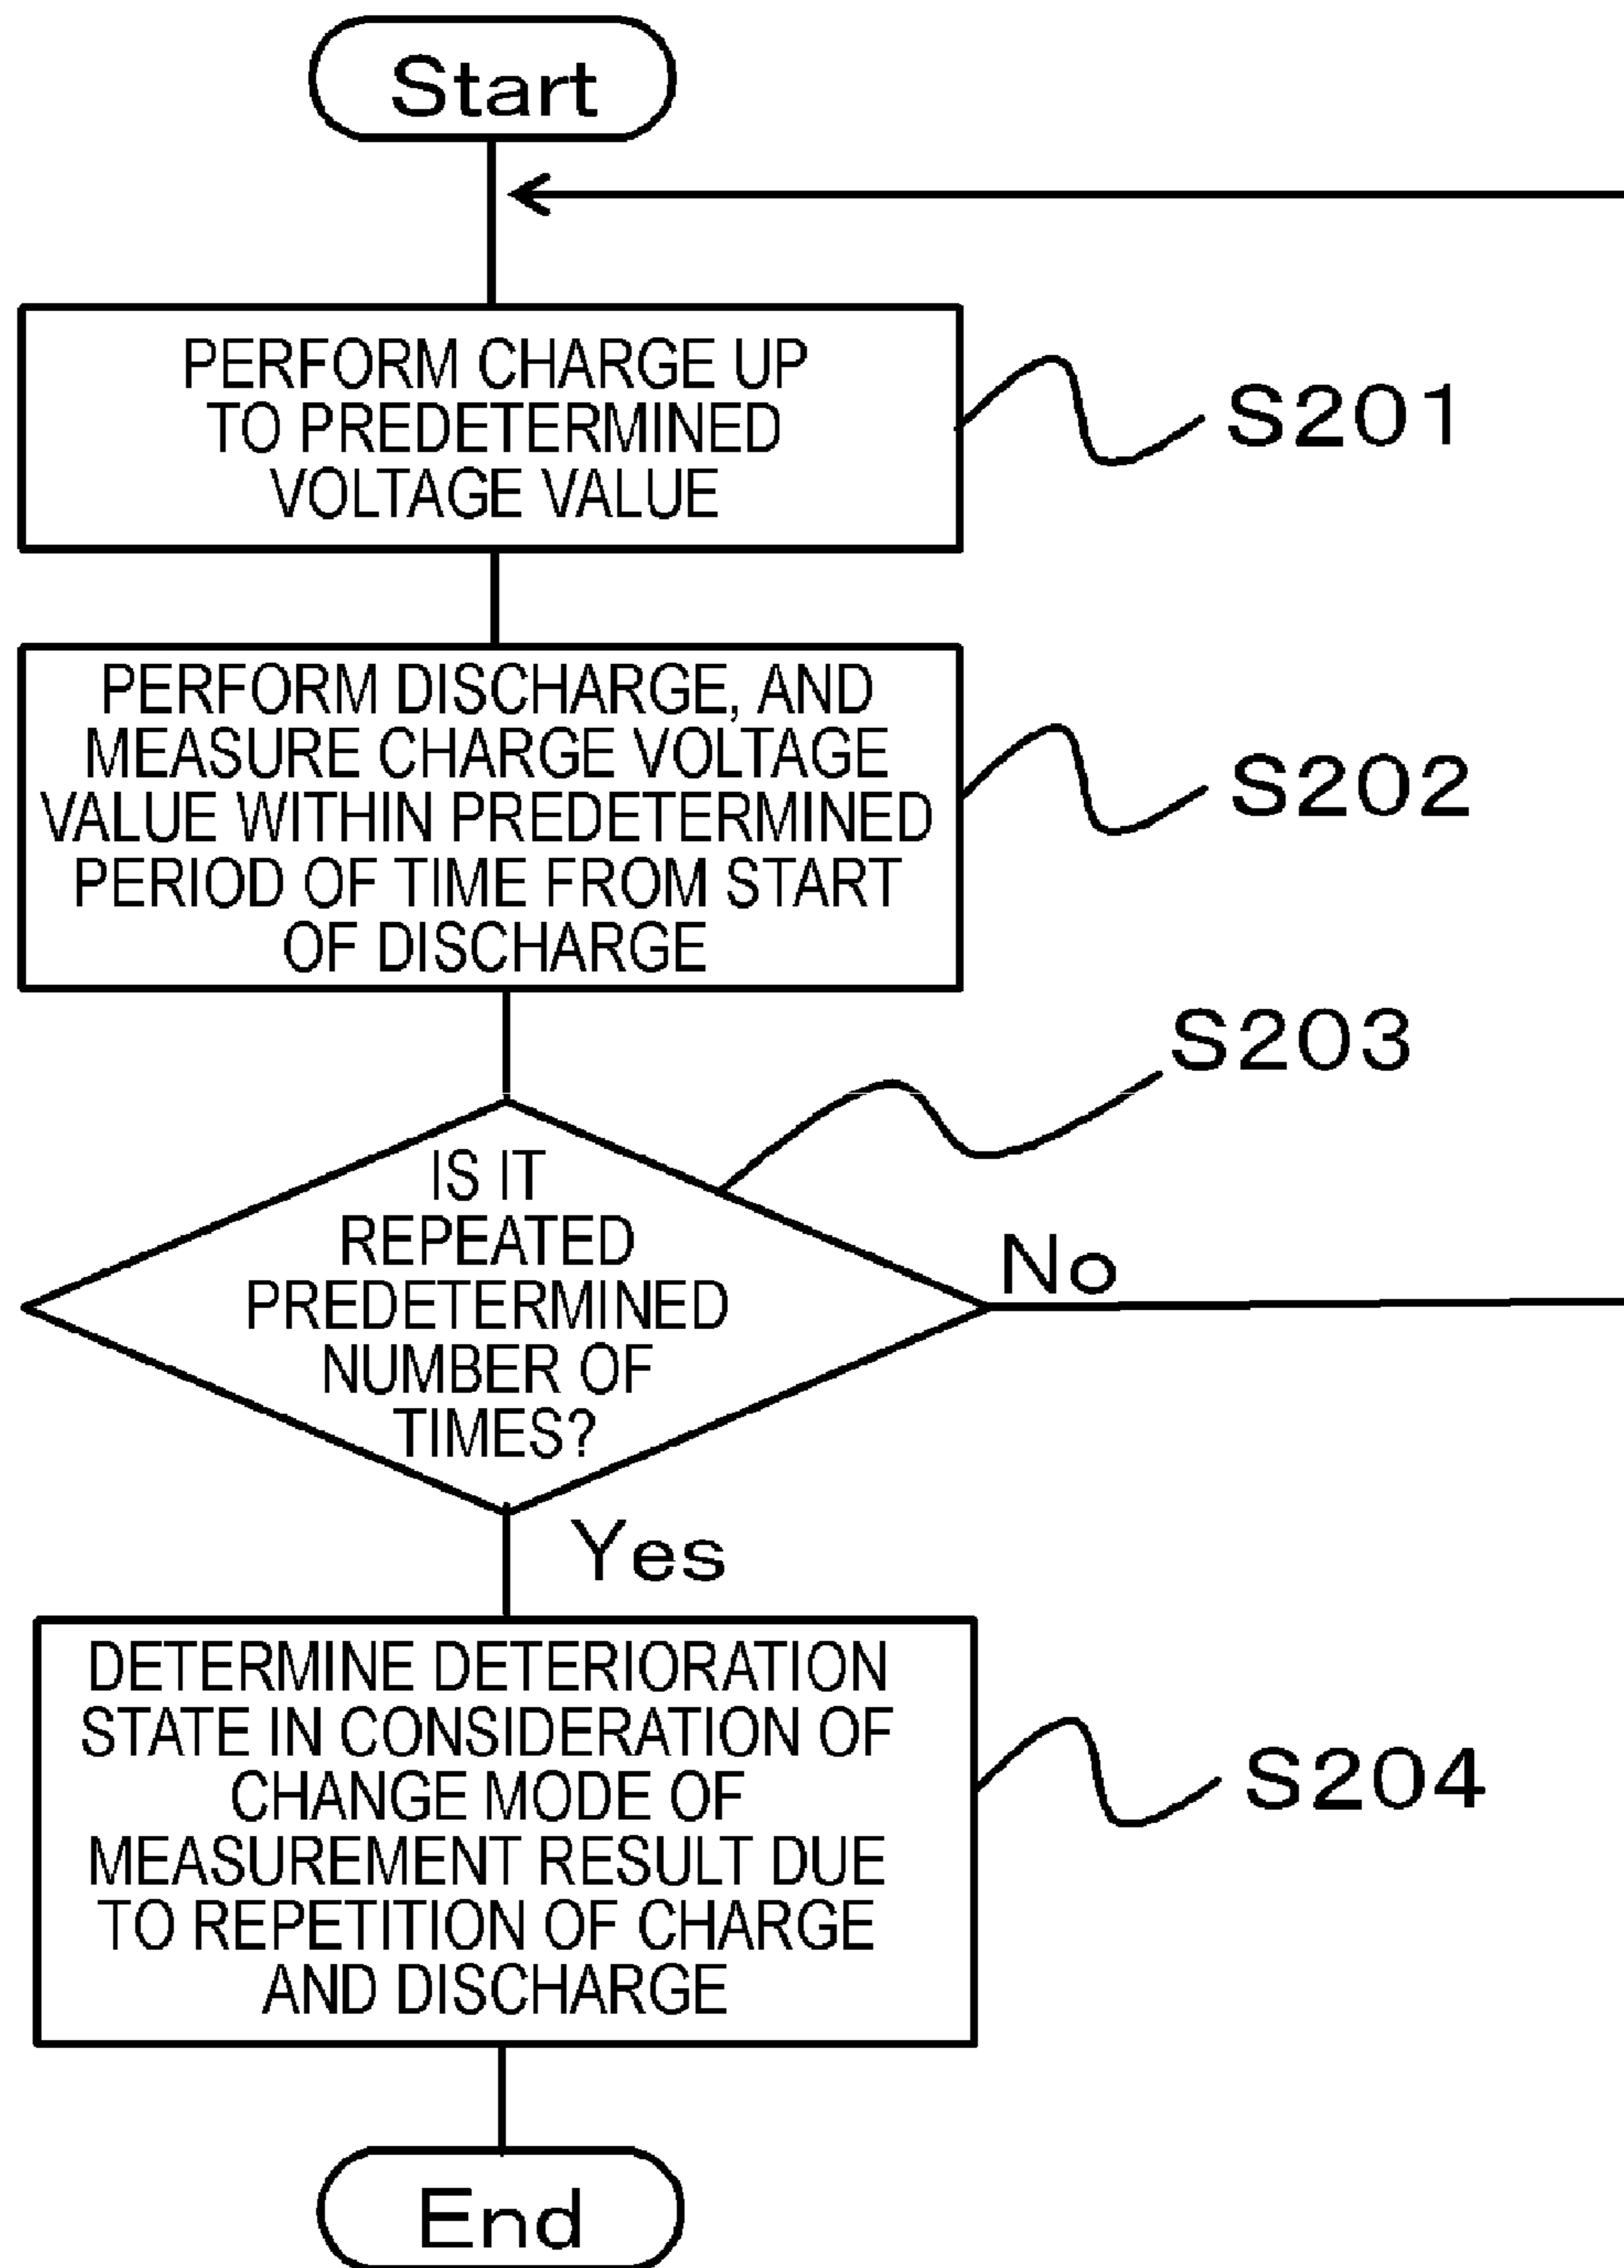 Start
PERFORM CHARGE UP
TO PREDETERMINED
VOLTAGE VALUE
S201
PERFORM DISCHARGE, AND
MEASURE CHARGE VOLTAGE
VALUE WITHIN PREDETERMINED
PERIOD OF TIME FROM START
OF DISCHARGE
S202
S203
IS IT
REPEATED
PREDETERMINED
NUMBER OF
TIMES?
No
Yes
DETERMINE DETERIORATION
STATE IN CONSIDERATION OF
CHANGE MODE OF
MEASUREMENT RESULT DUE
TO REPETITION OF CHARGE
AND DISCHARGE
S204
End